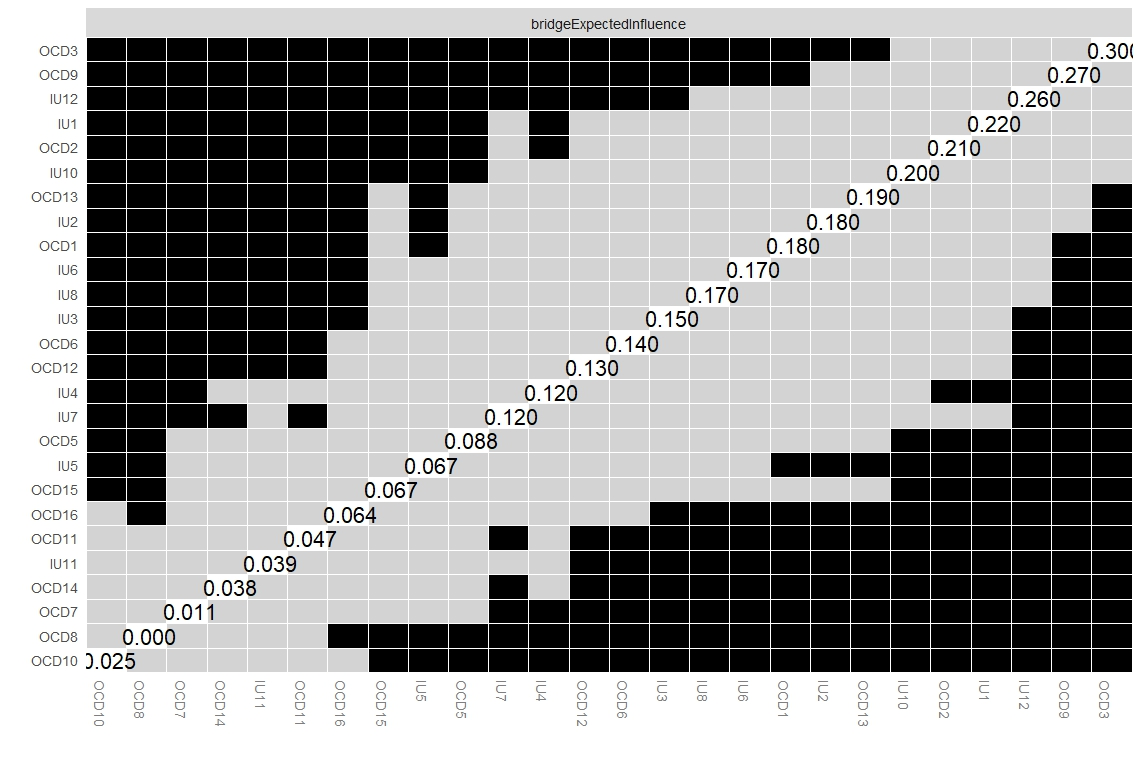 bridgeExpectedInfluence
OCD3 0.300
OCD9 0.270
IU12 0.260
IU1 0.220
OCD2 0.210
IU10 0.200
OCD13 0.190
IU2 0.180
OCD1 0.180
IU6 0.170
IU8 0.170
IU3 0.150
OCD6 0.140
OCD12 0.130
IU4 0.120
IU7 0.120
OCD5 0.088
IU5 0.067
OCD15 0.067
OCD16 0.064
OCD11 0.047
IU11 0.039
OCD14 0.038
OCD7 0.011
OCD8 0.000
OCD10 0.025
OCD10 OCD8 OCD7 OCD14 IU11 OCD11 OCD16 OCD15 IU5 OCD5 IU7 IU4 OCD12 OCD6 IU3 IU8 IU6 OCD1 IU2 OCD13 IU10 OCD2 IU1 IU12 OCD9 OCD3